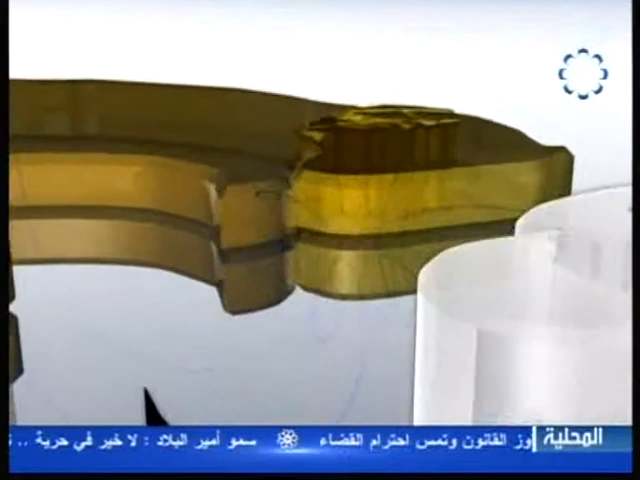 المحلية
وز القانون وتمس احترام القضاء سمو أمير البلاد : لا خير في حرية ..